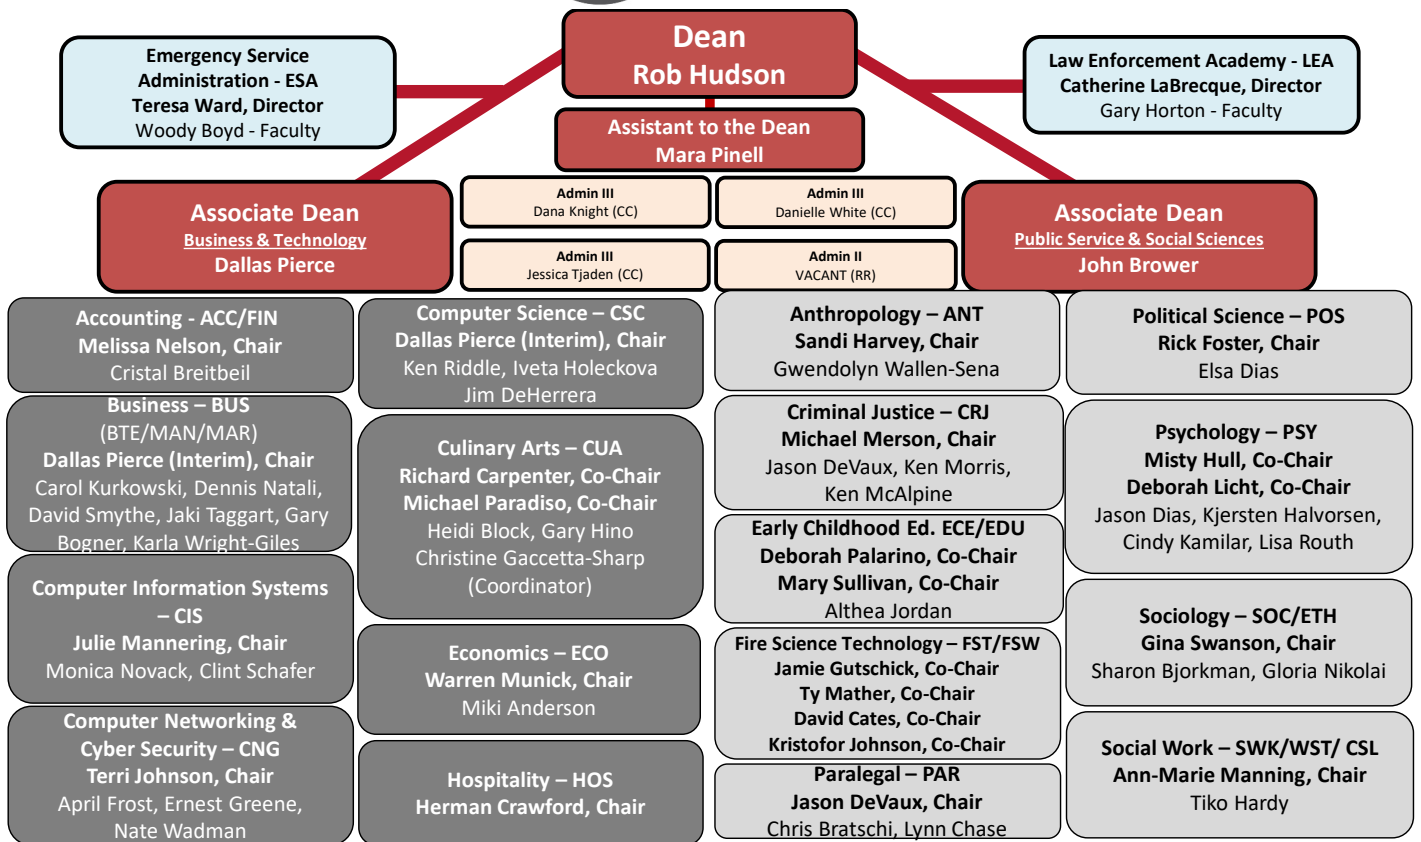 Dean
Rob Hudson
Emergency Service
Administration - ESA
Teresa Ward, Director
Woody Boyd - Faculty
Law Enforcement Academy - LEA
Catherine LaBrecque, Director
Gary Horton - Faculty
Assistant to the Dean
Mara Pinell
Associate Dean
Business & Technology
Dallas Pierce
Admin III
Dana Knight (CC)
Admin III
Danielle White (CC)
Admin III
Jessica Tjaden (CC)
Admin II
VACANT (RR)
Associate Dean
Public Service & Social Sciences
John Brower
Accounting - ACC/FIN
Melissa Nelson, Chair
Cristal Breitbeil
Business – BUS
(BTE/MAN/MAR)
Dallas Pierce (Interim), Chair
Carol Kurkowski, Dennis Natali,
David Smythe, Jaki Taggart, Gary
Bogner, Karla Wright-Giles
Computer Information Systems
– CIS
Julie Mannering, Chair
Monica Novack, Clint Schafer
Computer Networking &
Cyber Security – CNG
Terri Johnson, Chair
April Frost, Ernest Greene,
Nate Wadman
Computer Science – CSC
Dallas Pierce (Interim), Chair
Ken Riddle, Iveta Holeckova
Jim DeHerrera
Culinary Arts – CUA
Richard Carpenter, Co-Chair
Michael Paradiso, Co-Chair
Heidi Block, Gary Hino
Christine Gaccetta-Sharp
(Coordinator)
Economics – ECO
Warren Munick, Chair
Miki Anderson
Hospitality – HOS
Herman Crawford, Chair
Anthropology – ANT
Sandi Harvey, Chair
Gwendolyn Wallen-Sena
Criminal Justice – CRJ
Michael Merson, Chair
Jason DeVaux, Ken Morris,
Ken McAlpine
Early Childhood Ed. ECE/EDU
Deborah Palarino, Co-Chair
Mary Sullivan, Co-Chair
Althea Jordan
Fire Science Technology – FST/FSW
Jamie Gutschick, Co-Chair
Ty Mather, Co-Chair
David Cates, Co-Chair
Kristofor Johnson, Co-Chair
Paralegal – PAR
Jason DeVaux, Chair
Chris Bratschi, Lynn Chase
Political Science – POS
Rick Foster, Chair
Elsa Dias
Psychology – PSY
Misty Hull, Co-Chair
Deborah Licht, Co-Chair
Jason Dias, Kjersten Halvorsen,
Cindy Kamilar, Lisa Routh
Sociology – SOC/ETH
Gina Swanson, Chair
Sharon Bjorkman, Gloria Nikolai
Social Work – SWK/WST/ CSL
Ann-Marie Manning, Chair
Tiko Hardy